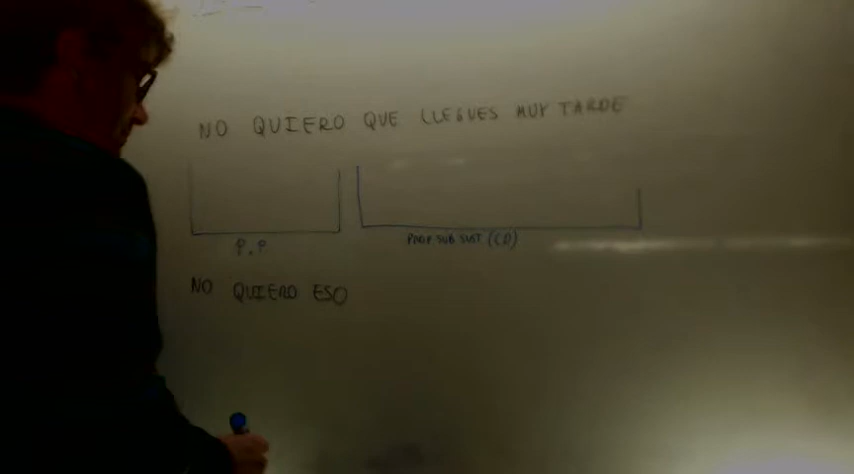 NO QUIERO QUE LLEGUES MUY TARDE
P.P PROP SUB SUST (CD)
NO QUIERO ESO